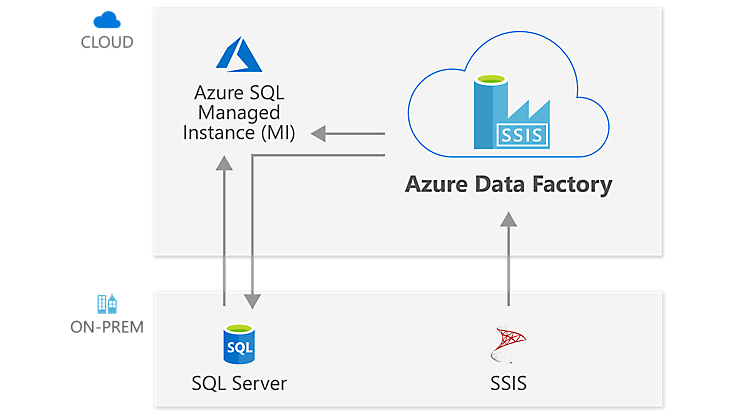 CLOUD
Azure SQL
Managed
Instance (MI)
SSIS
Azure Data Factory
ON-PREM
SQL
SQL Server
SSIS